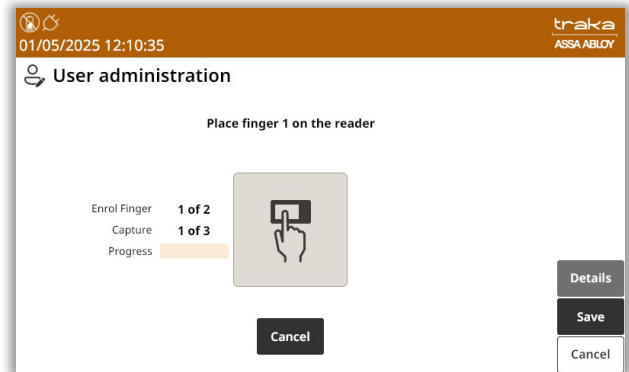 traka
01/05/2025 12:10:35
ASSA ABLOY
User administration
Place finger 1 on the reader
Enrol Finger 1 of 2
Capture 1 of 3
Progress
Details
Save
Cancel
Cancel